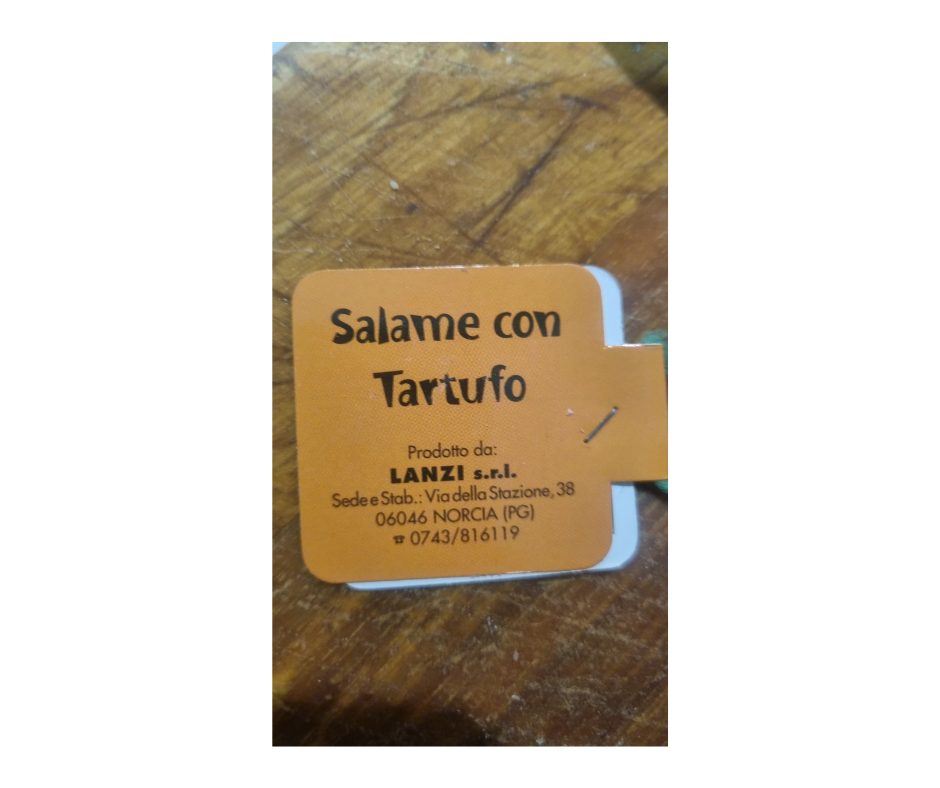 Salame con
Tartufo
Prodotto da:
LANZI s.r.l.
Sede e Stab.: Via della Stazione, 38
06046 NORCIA (PG)
☎ 0743/816119